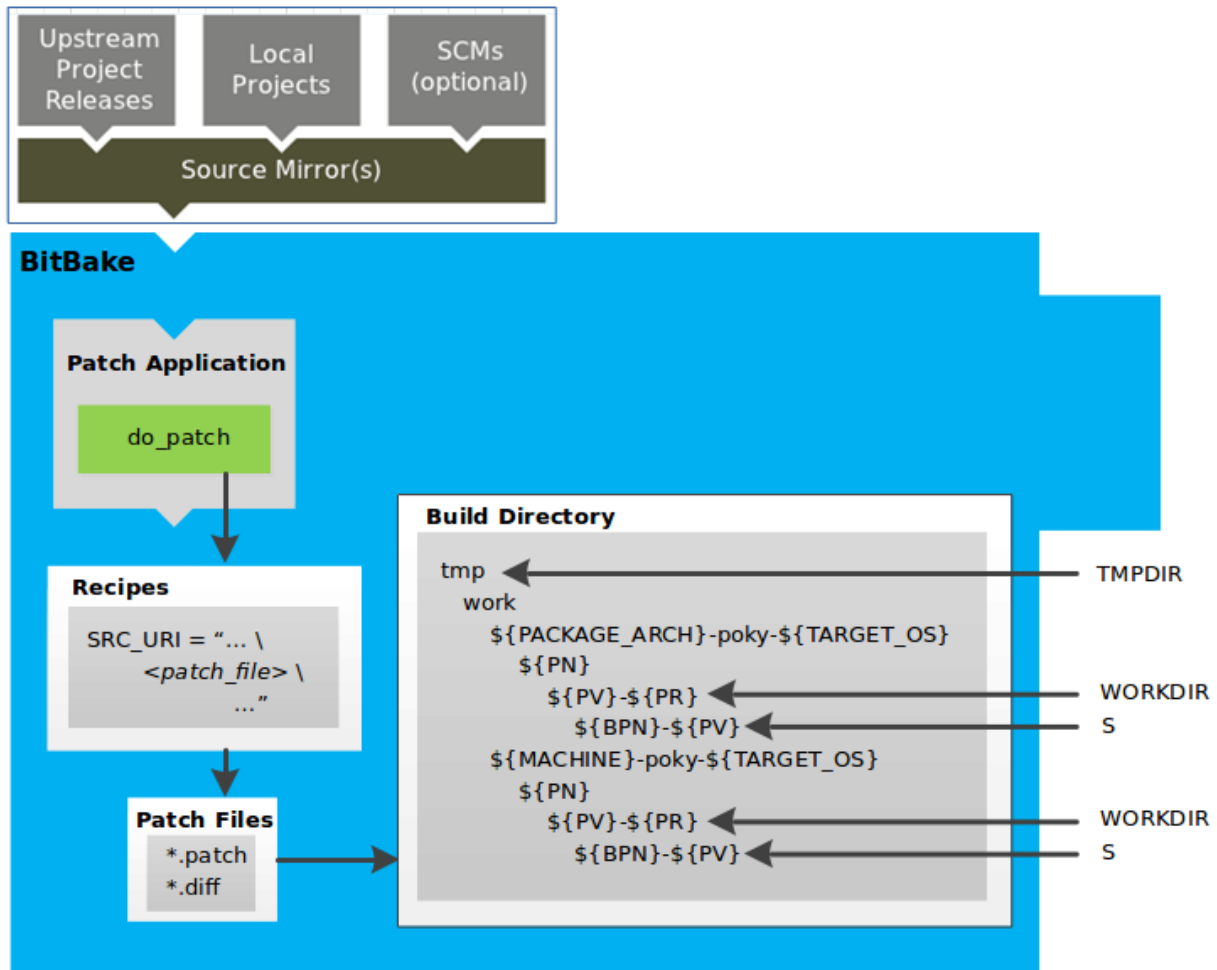 Upstream
Project
Releases
Local
Projects
SCMs
(optional)
Source Mirror(s)
BitBake
Patch Application
do_patch
Recipes
SRC_URI = “... \
<patch_file> \
...”
Patch Files
*.patch
*.diff
Build Directory
tmp
work
${PACKAGE_ARCH}-poky-${TARGET_OS}
${PN}
${PV}-${PR}
${BPN}-${PV}
${MACHINE}-poky-${TARGET_OS}
${PN}
${PV}-${PR}
${BPN}-${PV}
TMPDIR
WORKDIR
S
WORKDIR
S